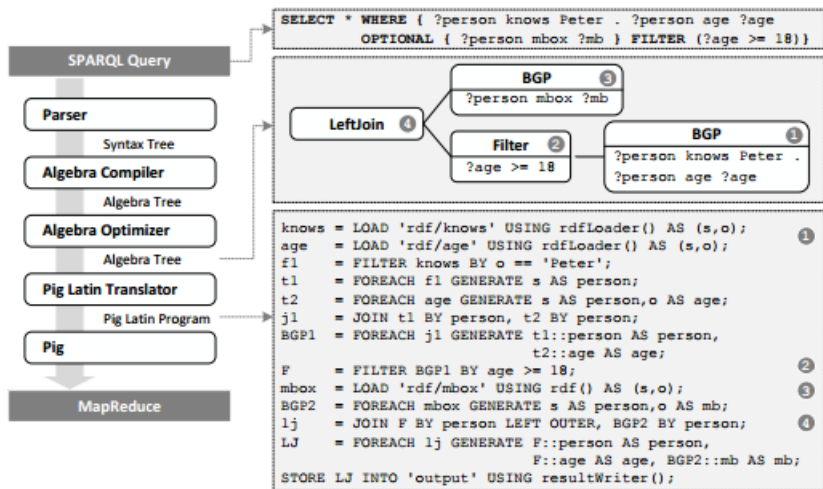 SPARQL Query
Parser
Syntax Tree
Algebra Compiler
Algebra Tree
Algebra Optimizer
Algebra Tree
Pig Latin Translator
Pig Latin Program
Pig
MapReduce
SELECT * WHERE { ?person knows Peter . ?person age ?age
OPTIONAL { ?person mbox ?mb } FILTER (?age >= 18)}
LeftJoin 4
BGP 3
?person mbox ?mb
Filter 2
?age >= 18
BGP 1
?person knows Peter .
?person age ?age
knows = LOAD 'rdf/knows' USING rdfLoader() AS (s,o); 1
age = LOAD 'rdf/age' USING rdfLoader() AS (s,o);
f1 = FILTER knows BY o == 'Peter';
t1 = FOREACH f1 GENERATE s AS person;
t2 = FOREACH age GENERATE s AS person,o AS age;
j1 = JOIN t1 BY person, t2 BY person;
BGP1 = FOREACH j1 GENERATE t1::person AS person,
t2::age AS age;
F = FILTER BGP1 BY age >= 18; 2
mbox = LOAD 'rdf/mbox' USING rdf() AS (s,o); 3
BGP2 = FOREACH mbox GENERATE s AS person,o AS mb;
lj = JOIN F BY person LEFT OUTER, BGP2 BY person; 4
LJ = FOREACH lj GENERATE F::person AS person,
F::age AS age, BGP2::mb AS mb;
STORE LJ INTO 'output' USING resultWriter();